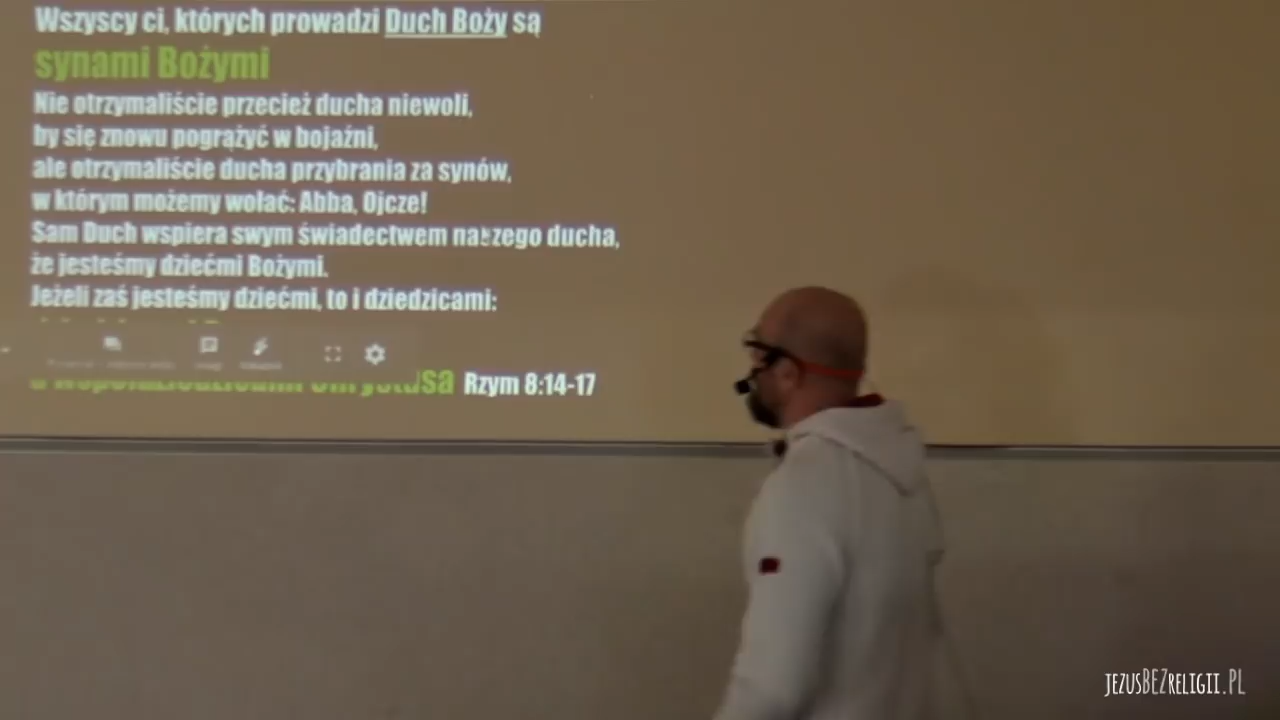 Wszyscy ci, których prowadzi Duch Boży są
synami Bożymi
Nie otrzymaliście przecież ducha niewoli,
by się znowu pogrążyć w bojaźni,
ale otrzymaliście ducha przybrania za synów,
w którym możemy wołać: Abba, Ojcze!
Sam Duch wspiera swym świadectwem naszego ducha,
że jesteśmy dziećmi Bożymi.
Jeżeli zaś jesteśmy dziećmi, to i dziedzicami:
Rzym 8:14-17
jezusBEZreligii.PL